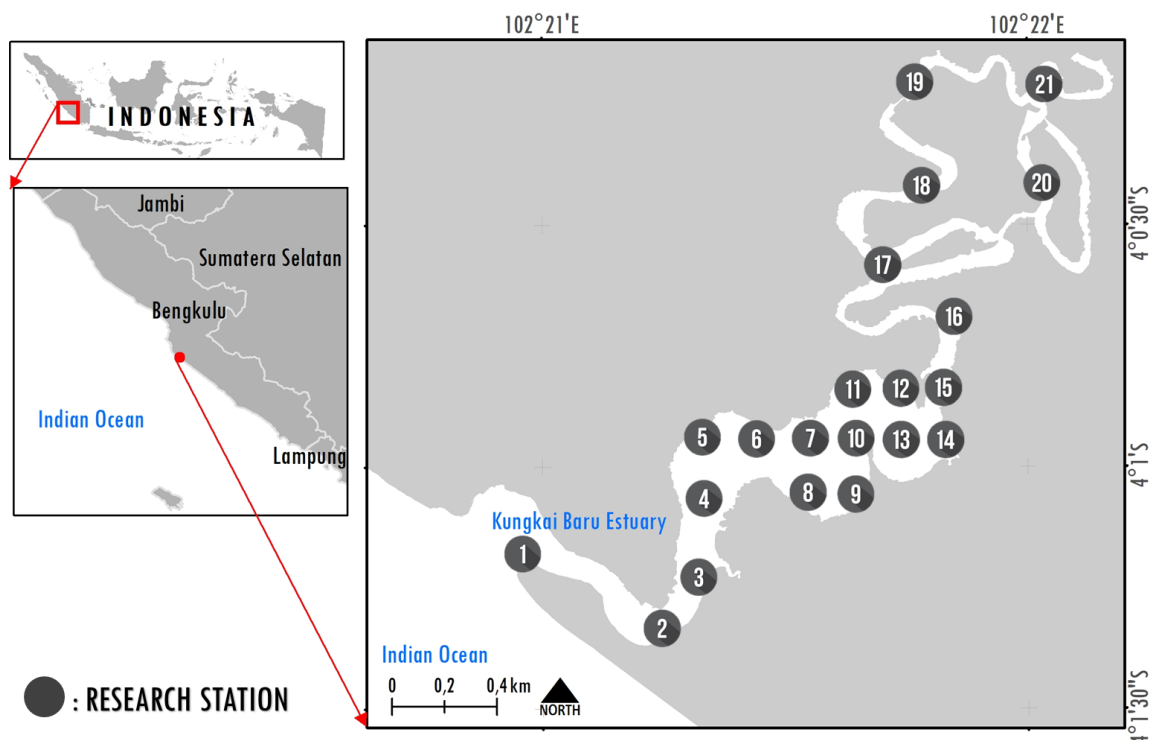 102°21'E
102°22'E
INDONESIA
Jambi
Sumatera Selatan
Bengkulu
Indian Ocean
Lampung
: RESEARCH STATION
19
21
18
20
17
16
11
12
15
5
6
7
10
13
14
4
8
9
Kungkai Baru Estuary
1
3
2
Indian Ocean
0
0,2
0,4 km
NORTH
4°0'30"S
4°1'S
4°1'30"S